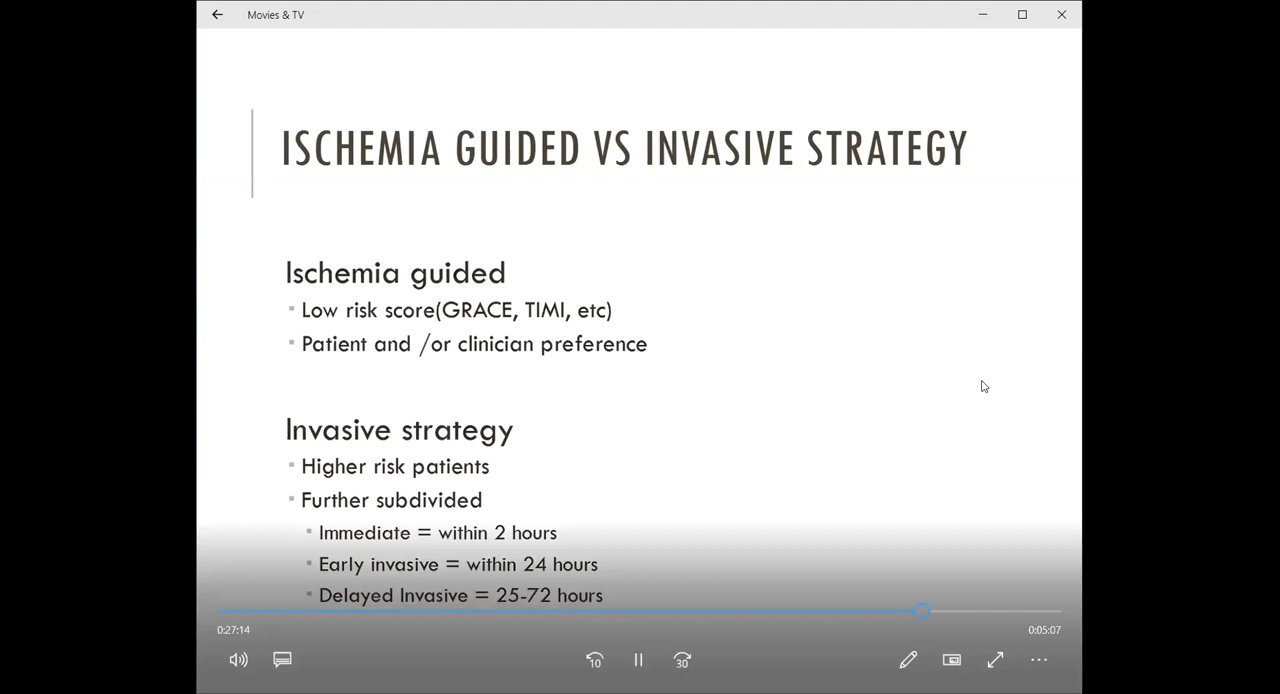 Movies & TV
ISCHEMIA GUIDED VS INVASIVE STRATEGY
Ischemia guided
Low risk score(GRACE, TIMI, etc)
Patient and /or clinician preference
Invasive strategy
Higher risk patients
Further subdivided
Immediate = within 2 hours
Early invasive = within 24 hours
Delayed Invasive = 25-72 hours
0:27:14
0:05:07
10
30